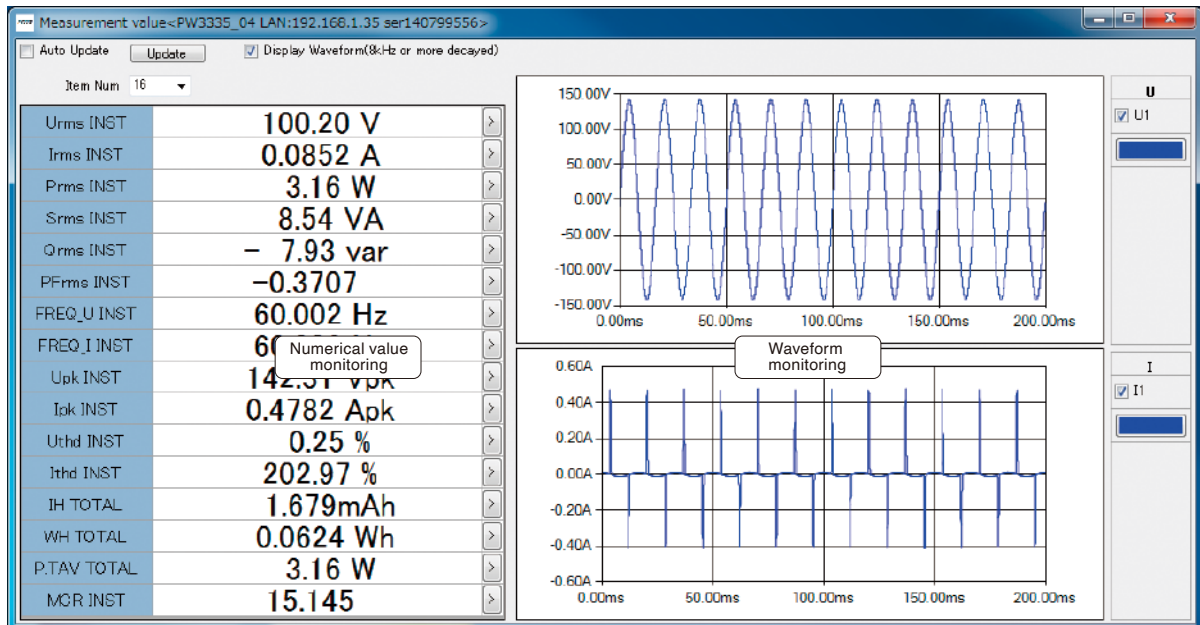 Measurement value<PW3335_04 LAN:192.168.1.35 ser140799556>
Auto Update Update Display Waveform(8kHz or more decayed)
Item Num 16
Urms INST 100.20 V >
Irms INST 0.0852 A >
Prms INST 3.16 W >
Srms INST 8.54 VA >
Qrms INST - 7.93 var >
PFrms INST -0.3707 >
FREQ_U INST 60.002 Hz >
FREQ_I INST >
Upk INST >
Ipk INST 0.4782 Apk >
Uthd INST 0.25 % >
Ithd INST 202.97 % >
IH TOTAL 1.679mAh >
WH TOTAL 0.0624 Wh >
P.TAV TOTAL 3.16 W >
MCR INST 15.145 >
Numerical value
monitoring
150.00V
100.00V
50.00V
0.00V
-50.00V
-100.00V
-150.00V
0.00ms 50.00ms 100.00ms 150.00ms 200.00ms
U
U1
Waveform
monitoring
0.60A
0.40A
0.20A
0.00A
-0.20A
-0.40A
-0.60A
0.00ms 50.00ms 100.00ms 150.00ms 200.00ms
I
I1